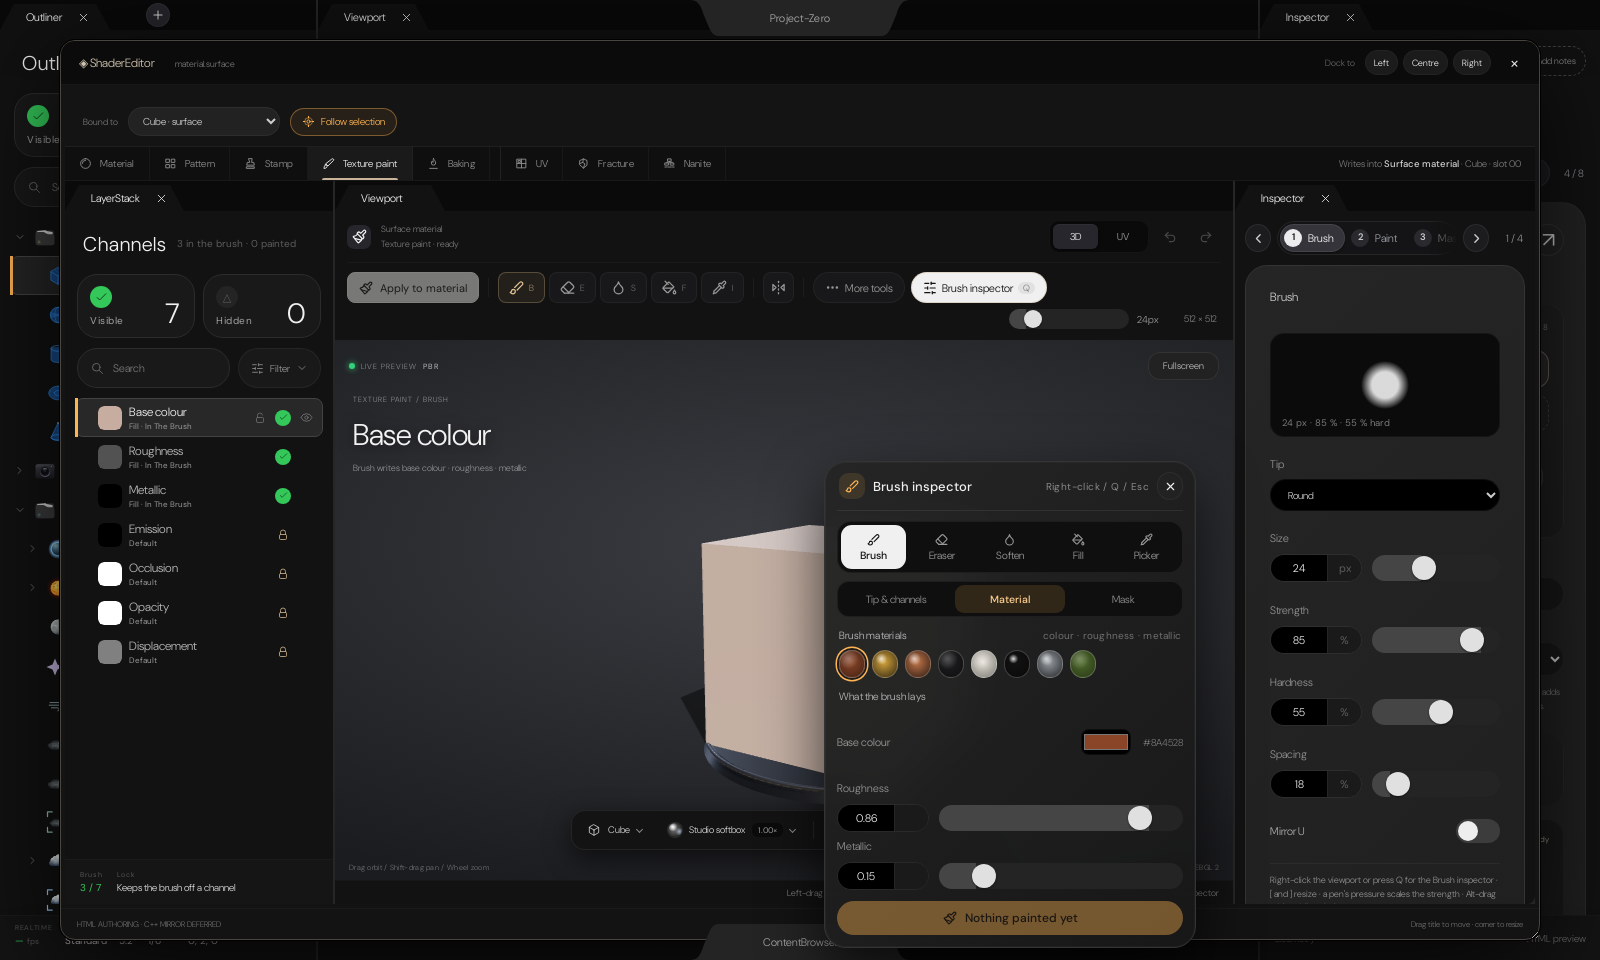 Outliner
Viewport
Project-Zero
Inspector
ShaderEditor
material.surface
Dock to
Left
Centre
Right
Bound to
Cube · surface
Follow selection
Material
Pattern
Stamp
Texture paint
Baking
UV
Fracture
Nanite
Writes into Surface material · Cube · slot 00
4 / 8
LayerStack
Viewport
Inspector
Channels
3 in the brush · 0 painted
Visible
7
Hidden
0
Search
Filter
Base colour
Fill · In The Brush
Roughness
Fill · In The Brush
Metallic
Fill · In The Brush
Emission
Default
Occlusion
Default
Opacity
Default
Displacement
Default
Brush
3 / 7
Lock
Keeps the brush off a channel
Surface material
Texture paint · ready
3D
UV
Apply to material
B
E
S
F
I
More tools
Brush inspector
Q
24px
512 × 512
LIVE PREVIEW PBR
Fullscreen
TEXTURE PAINT / BRUSH
Base colour
Brush writes base colour · roughness · metallic
Cube
Studio softbox
1.00×
Drag orbit / Shift-drag pan / Wheel zoom
Left-drag
Brush inspector
Right-click / Q / Esc
Brush
Eraser
Soften
Fill
Picker
Tip & channels
Material
Mask
Brush materials
colour · roughness · metallic
What the brush lays
Base colour
#8A4528
Roughness
0.86
Metallic
0.15
Nothing painted yet
1 Brush
2 Paint
3 Ma
1 / 4
Brush
24 px · 85 % · 55 % hard
Tip
Round
Size
24 px
Strength
85 %
Hardness
55 %
Spacing
18 %
Mirror U
Right-click the viewport or press Q for the Brush inspector ·
[ and ] resize · a pen's pressure scales the strength · Alt-drag
HTML AUTHORING · C++ MIRROR DEFERRED
Drag title to move · corner to resize
REALTIME
fps
ContentBrowse